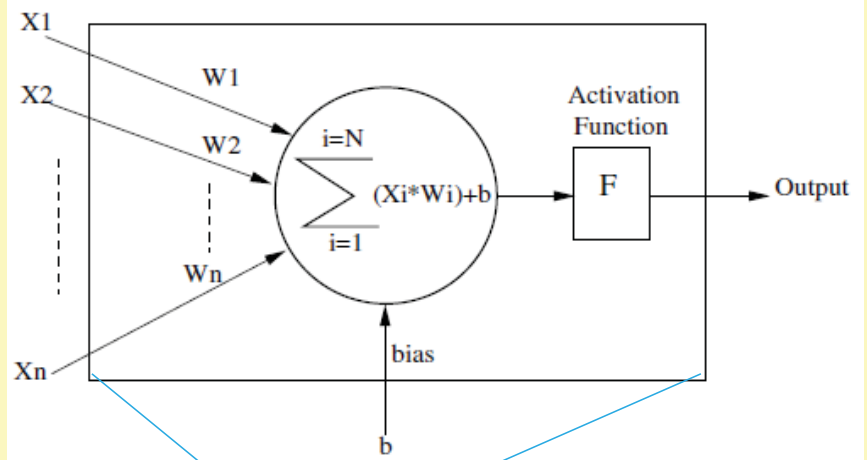 X1
W1
X2
W2
Activation
Function
i=N
(Xi*Wi)+b
F
Output
i=1
Wn
Xn
bias
b